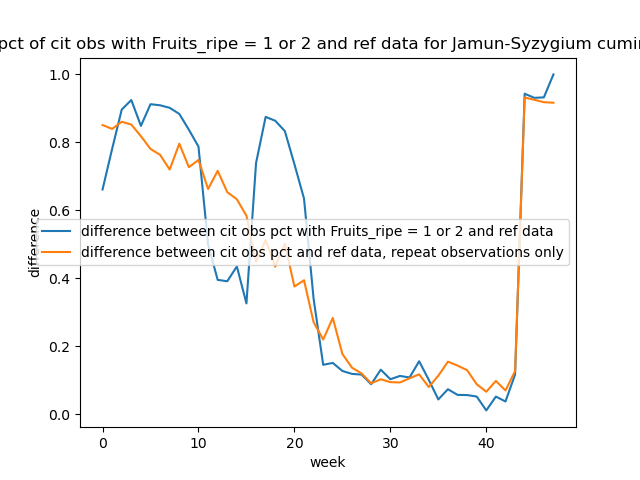 pct of cit obs with Fruits_ripe = 1 or 2 and ref data for Jamun-Syzygium
1.0
0.8
0.6
0.4
0.2
0.0
difference
difference between cit obs pct with Fruits_ripe = 1 or 2 and ref data
difference between cit obs pct and ref data, repeat observations only
0 10 20 30 40
week